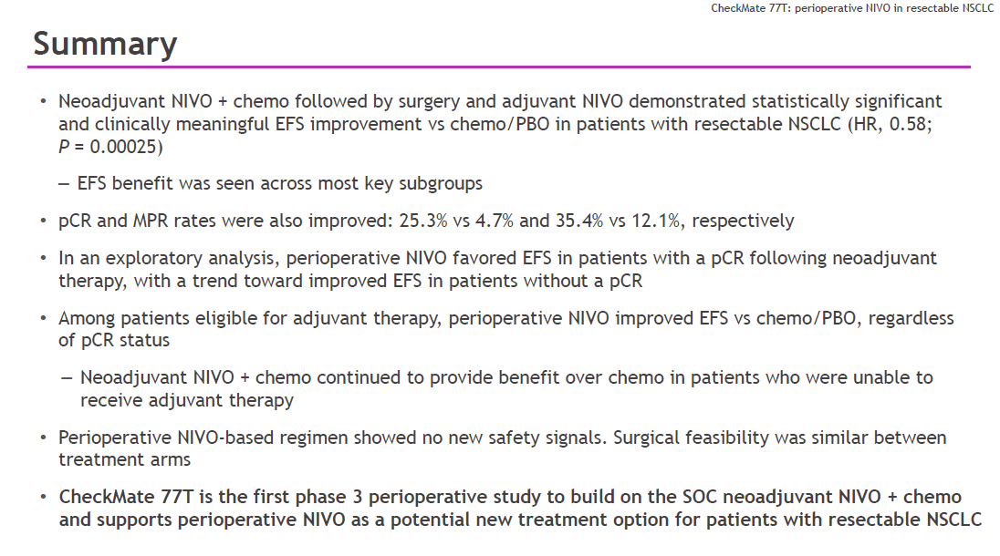 CheckMate 77T: perioperative NIVO in resectable NSCLC
Summary
• Neoadjuvant NIVO + chemo followed by surgery and adjuvant NIVO demonstrated statistically significant
and clinically meaningful EFS improvement vs chemo/PBO in patients with resectable NSCLC (HR, 0.58;
P = 0.00025)
— EFS benefit was seen across most key subgroups
• pCR and MPR rates were also improved: 25.3% vs 4.7% and 35.4% vs 12.1%, respectively
• In an exploratory analysis, perioperative NIVO favored EFS in patients with a pCR following neoadjuvant
therapy, with a trend toward improved EFS in patients without a pCR
• Among patients eligible for adjuvant therapy, perioperative NIVO improved EFS vs chemo/PBO, regardless
of pCR status
— Neoadjuvant NIVO + chemo continued to provide benefit over chemo in patients who were unable to
receive adjuvant therapy
• Perioperative NIVO-based regimen showed no new safety signals. Surgical feasibility was similar between
treatment arms
• CheckMate 77T is the first phase 3 perioperative study to build on the SOC neoadjuvant NIVO + chemo
and supports perioperative NIVO as a potential new treatment option for patients with resectable NSCLC